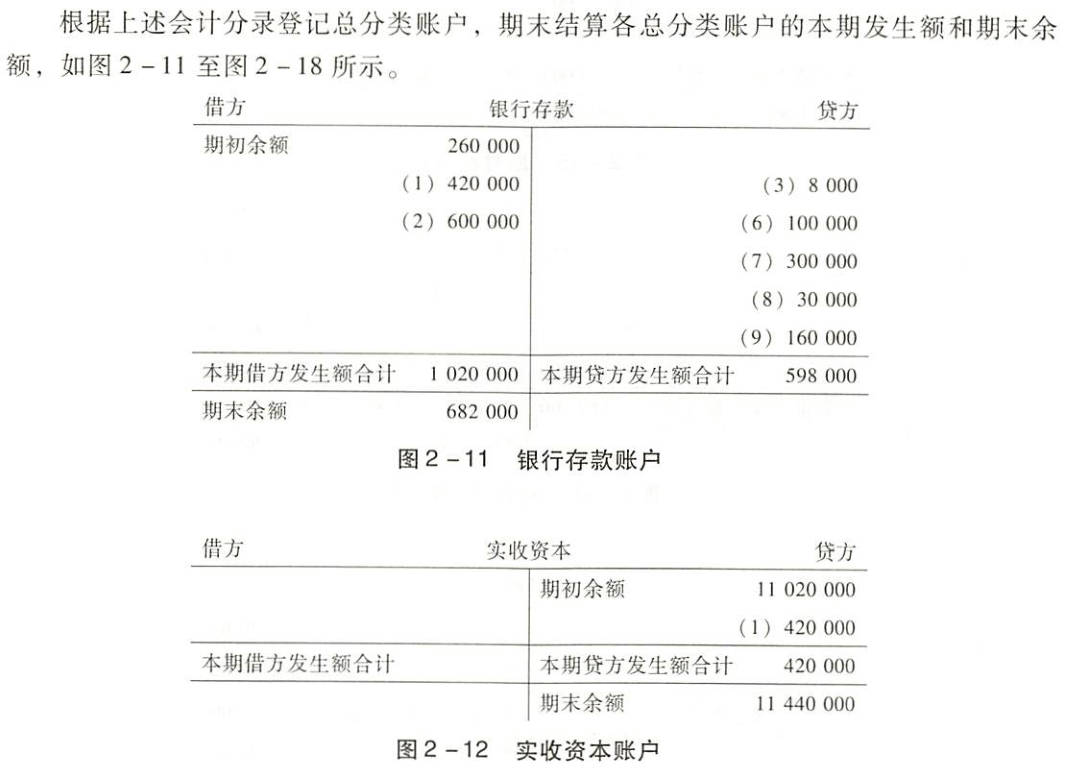 根据上述会计分录登记总分类账户，期末结算各总分类账户的本期发生额和期末余
额，如图2-11至图2-18所示。
借方 银行存款 贷方
期初余额 260 000
（1）420 000 （3）8 000
（2）600 000 （6）100 000
（7）300 000
（8）30 000
（9）160 000
本期借方发生额合计 1 020 000 本期贷方发生额合计 598 000
期末余额 682 000
图2-11 银行存款账户
借方 实收资本 贷方
期初余额 11 020 000
（1）420 000
本期借方发生额合计 本期贷方发生额合计 420 000
期末余额 11 440 000
图2-12 实收资本账户